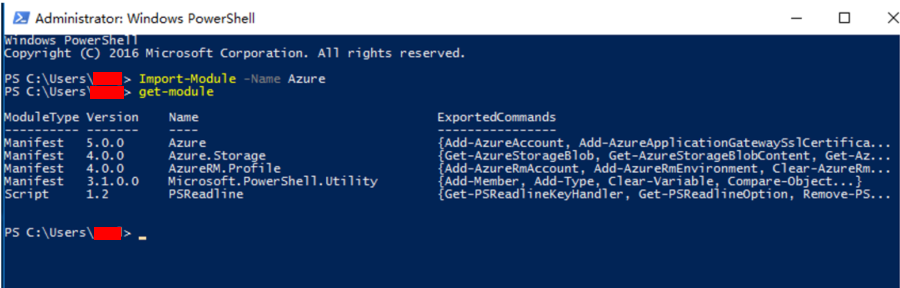 Administrator: Windows PowerShell
Windows PowerShell
Copyright (C) 2016 Microsoft Corporation. All rights reserved.
PS C:\Users\ > Import-Module -Name Azure
PS C:\Users\ > get-module
ModuleType Version Name ExportedCommands
---------- ------- ---- ----------------
Manifest 5.0.0 Azure {Add-AzureAccount, Add-AzureApplicationGatewaySslCertifica...
Manifest 4.0.0 Azure.Storage {Get-AzureStorageBlob, Get-AzureStorageBlobContent, Get-Az...
Manifest 4.0.0 AzureRM.Profile {Add-AzureRmAccount, Add-AzureRmEnvironment, Clear-AzureRm...
Manifest 3.1.0.0 Microsoft.PowerShell.Utility {Add-Member, Add-Type, Clear-Variable, Compare-Object...}
Script 1.2 PSReadline {Get-PSReadlineKeyHandler, Get-PSReadlineOption, Remove-PS...
PS C:\Users\ > _